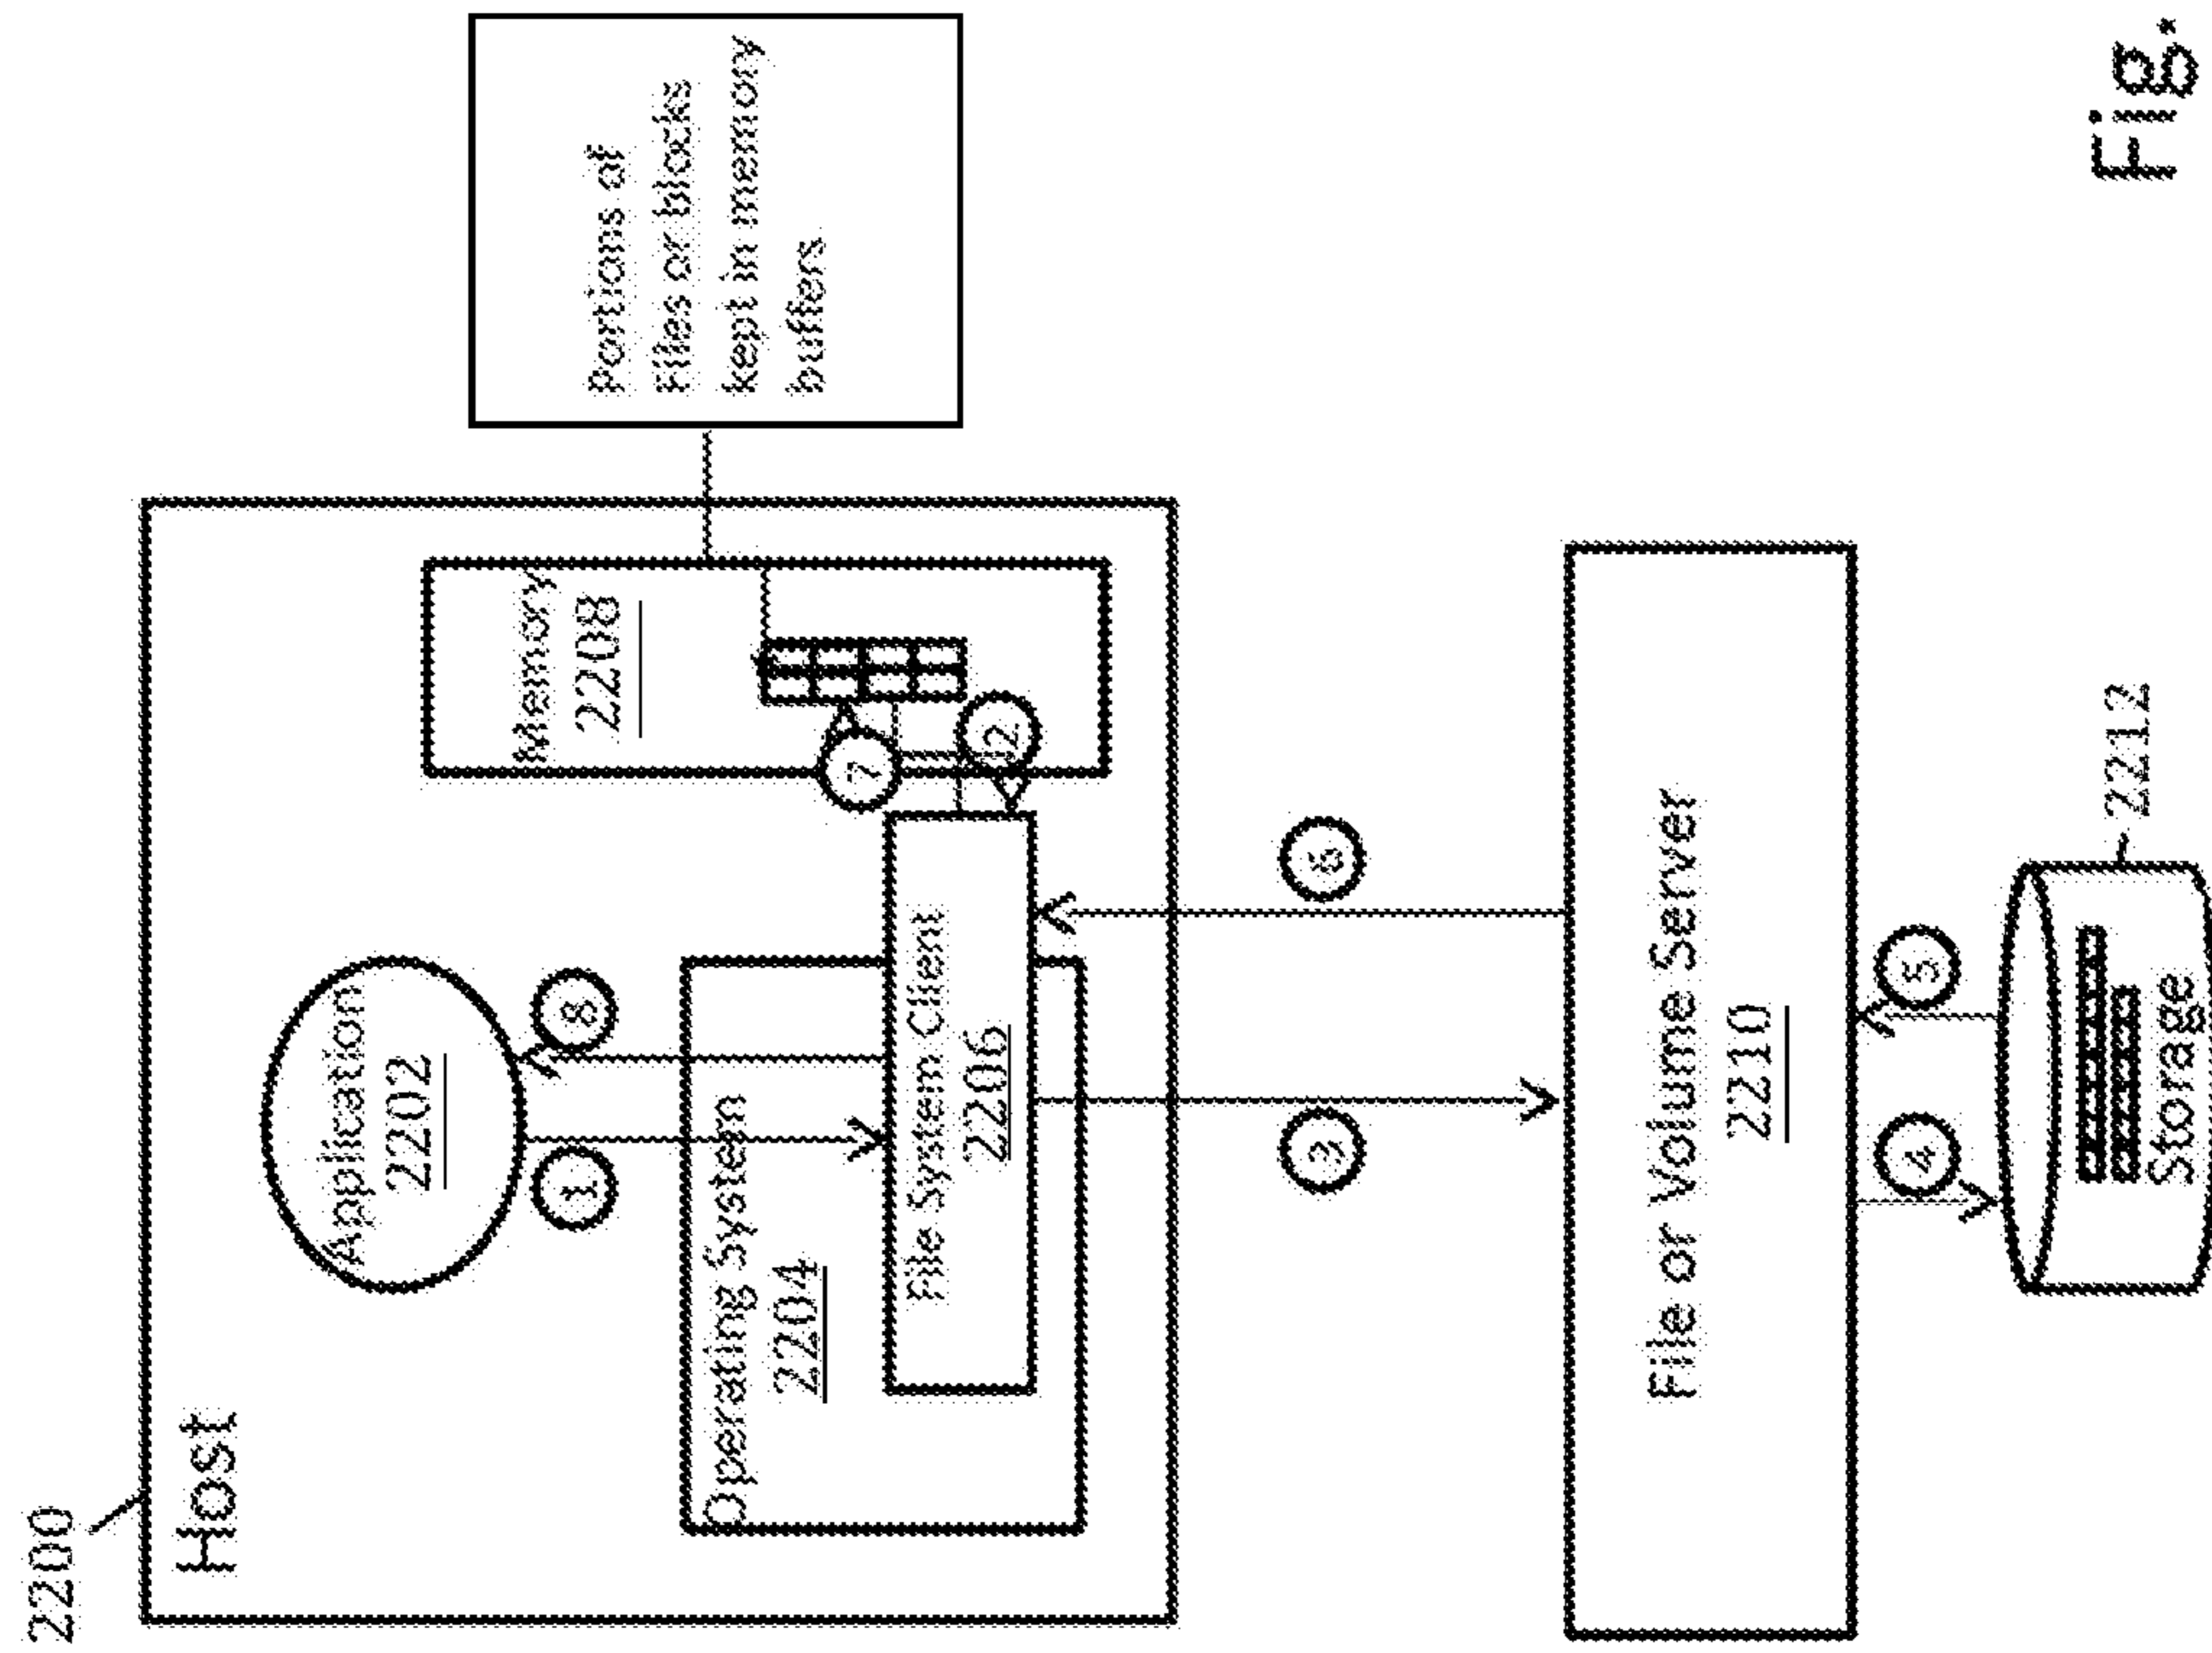 2200
Host
Application
2202
8
1
Operating System
2204
File System Client
2206
Memory
2208
7
2
Portions of
Files or blocks
kept in memory
buffers.
3
6
File or Volume Server
2210
4
5
Storage
2212
Fig.